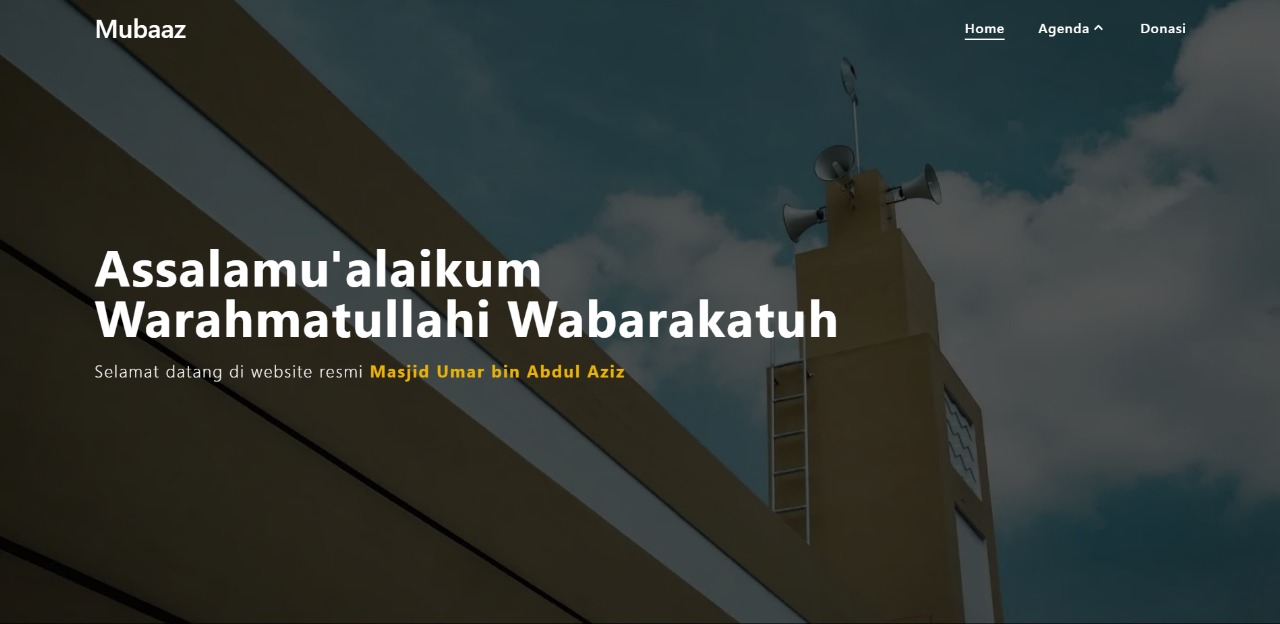 Mubaaz
Home Agenda Donasi
Assalamu'alaikum
Warahmatullahi Wabarakatuh
Selamat datang di website resmi Masjid Umar bin Abdul Aziz